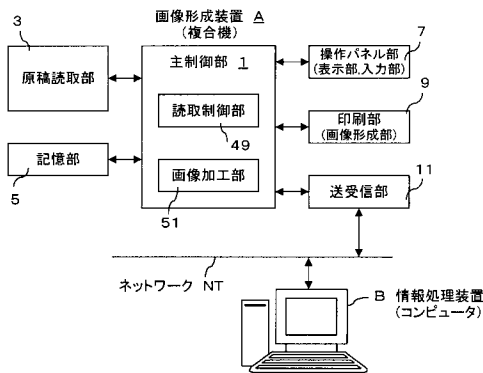 画像形成装置 A
(複合機)
3
原稿読取部
主制御部 1
読取制御部
49
画像加工部
51
記憶部
5
7
操作パネル部
(表示部,入力部)
9
印刷部
(画像形成部)
11
送受信部
ネットワーク NT
B 情報処理装置
(コンピュータ)